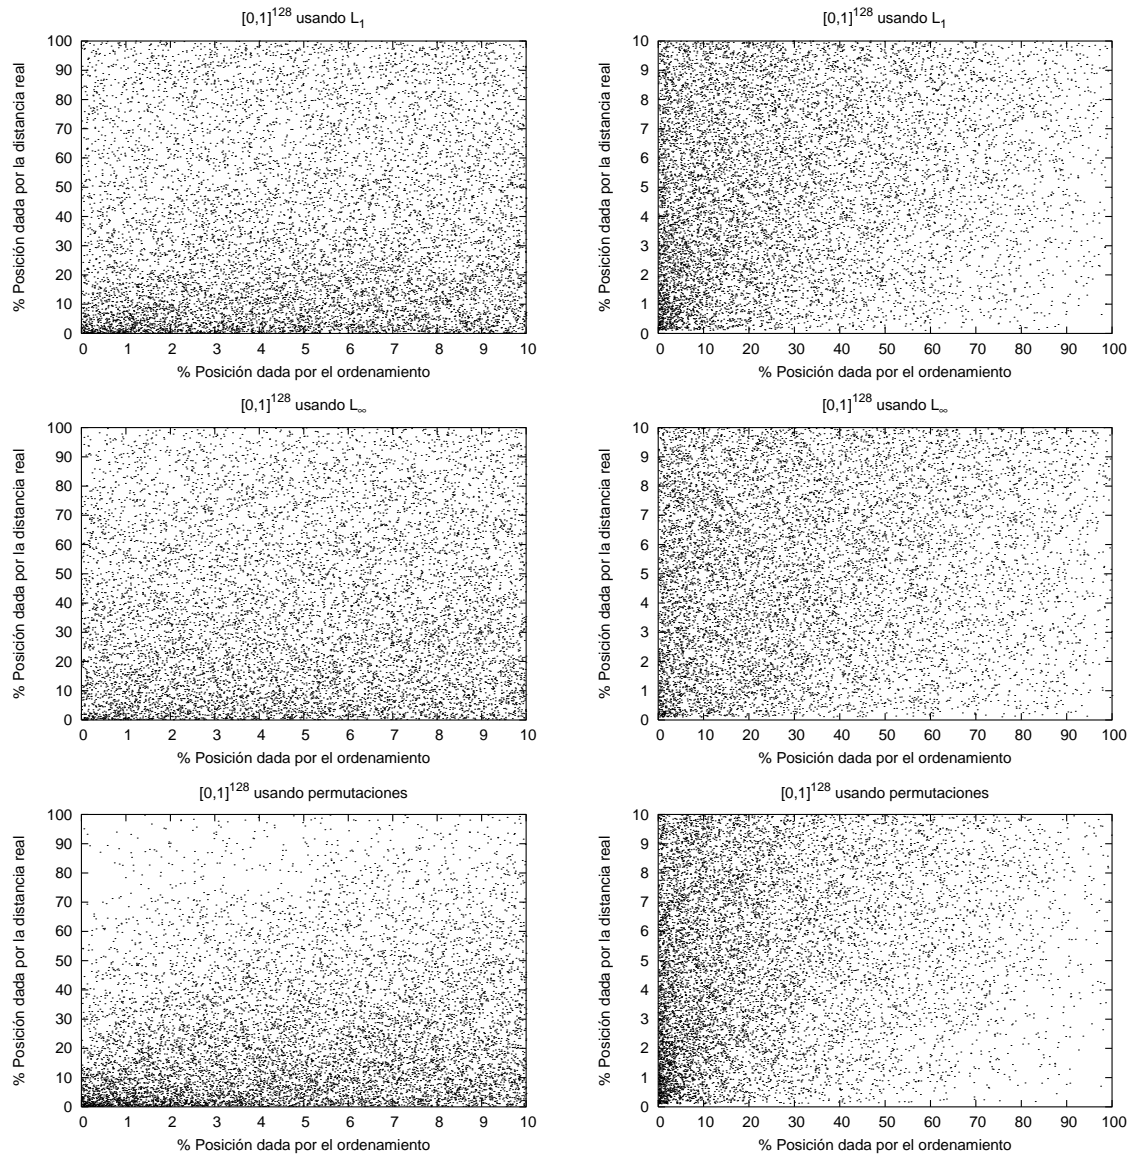 [0,1]^128 usando L_1
% Posición dada por la distancia real
100
90
80
70
60
50
40
30
20
10
0
0 1 2 3 4 5 6 7 8 9 10
% Posición dada por el ordenamiento
[0,1]^128 usando L_1
% Posición dada por la distancia real
10
9
8
7
6
5
4
3
2
1
0
0 10 20 30 40 50 60 70 80 90 100
% Posición dada por el ordenamiento
[0,1]^128 usando L_∞
% Posición dada por la distancia real
100
90
80
70
60
50
40
30
20
10
0
0 1 2 3 4 5 6 7 8 9 10
% Posición dada por el ordenamiento
[0,1]^128 usando L_∞
% Posición dada por la distancia real
10
9
8
7
6
5
4
3
2
1
0
0 10 20 30 40 50 60 70 80 90 100
% Posición dada por el ordenamiento
[0,1]^128 usando permutaciones
% Posición dada por la distancia real
100
90
80
70
60
50
40
30
20
10
0
0 1 2 3 4 5 6 7 8 9 10
% Posición dada por el ordenamiento
[0,1]^128 usando permutaciones
% Posición dada por la distancia real
10
9
8
7
6
5
4
3
2
1
0
0 10 20 30 40 50 60 70 80 90 100
% Posición dada por el ordenamiento